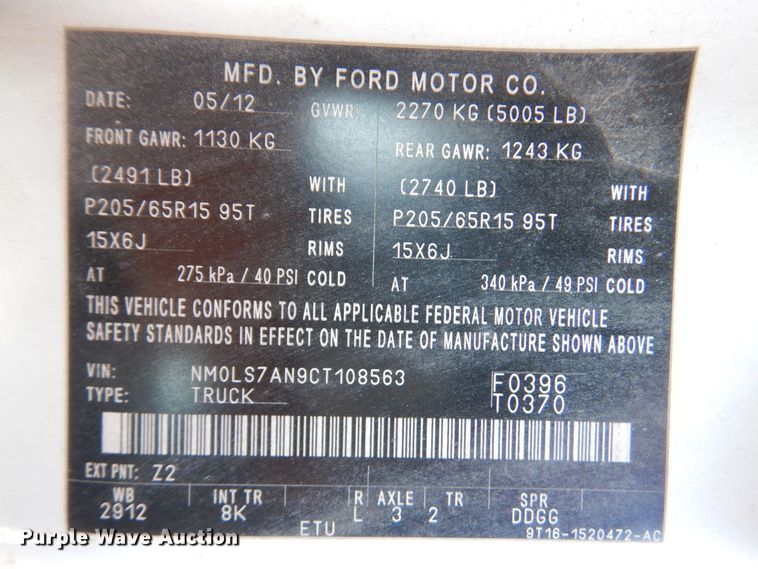 MFD. BY FORD MOTOR CO.
DATE: 05/12 GVWR: 2270 KG (5005 LB)
FRONT GAWR: 1130 KG REAR GAWR: 1243 KG
(2491 LB) WITH (2740 LB) WITH
P205/65R15 95T TIRES P205/65R15 95T TIRES
15X6J RIMS 15X6J RIMS
AT 275 kPa / 40 PSI COLD AT 340 kPa / 49 PSI COLD
THIS VEHICLE CONFORMS TO ALL APPLICABLE FEDERAL MOTOR VEHICLE
SAFETY STANDARDS IN EFFECT ON THE DATE OF MANUFACTURE SHOWN ABOVE
VIN: NM0LS7AN9CT108563 F0396
TYPE: TRUCK T0370
EXT PNT: Z2
WB INT TR R AXLE TR SPR
2912 8K L 3 2 DDGG
ETU 9T16-1520472-AC
Purple Wave Auction